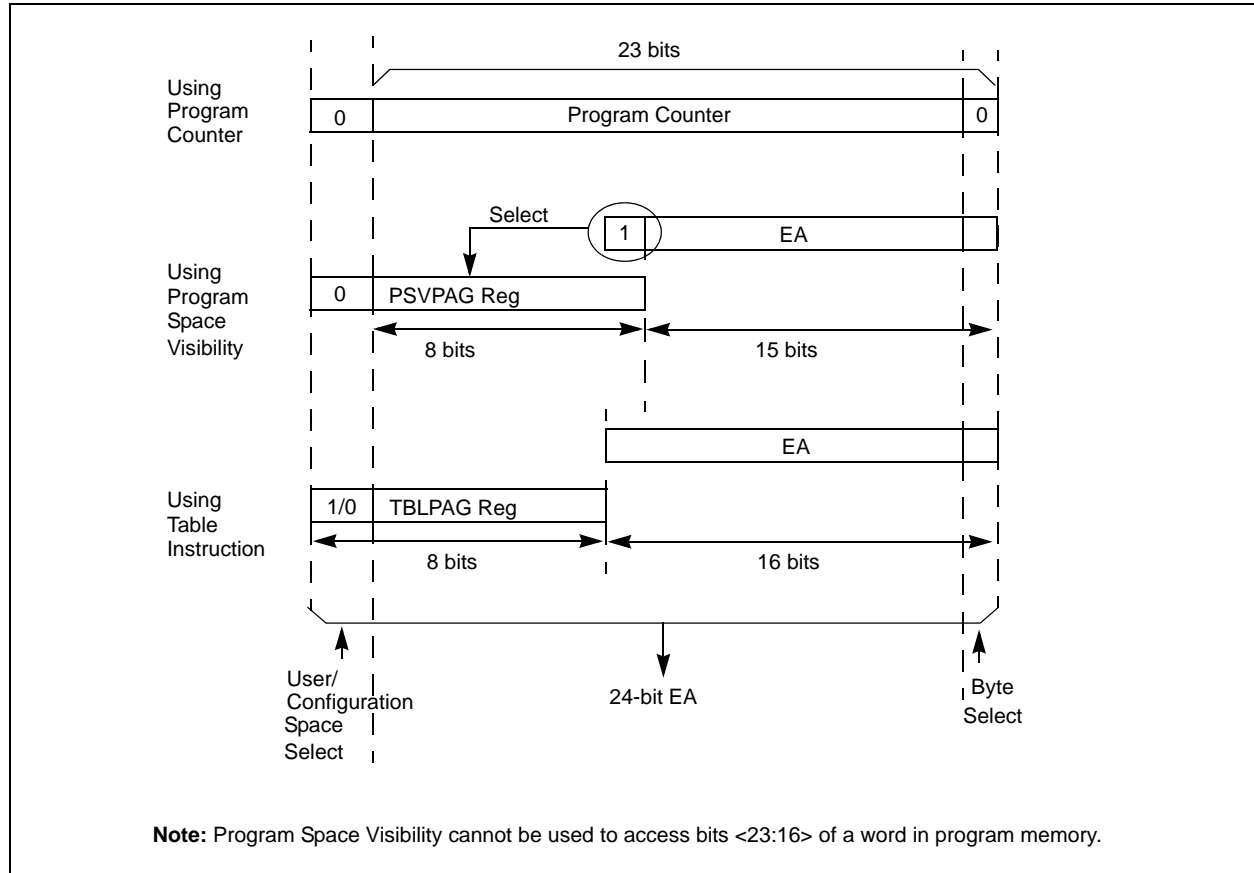 23 bits
Using
Program
Counter
0
Program Counter
0
Select
1
EA
Using
Program
Space
Visibility
0
PSVPAG Reg
8 bits
15 bits
EA
Using
Table
Instruction
1/0
TBLPAG Reg
8 bits
16 bits
User/
Configuration
Space
Select
24-bit EA
Byte
Select
Note: Program Space Visibility cannot be used to access bits <23:16> of a word in program memory.